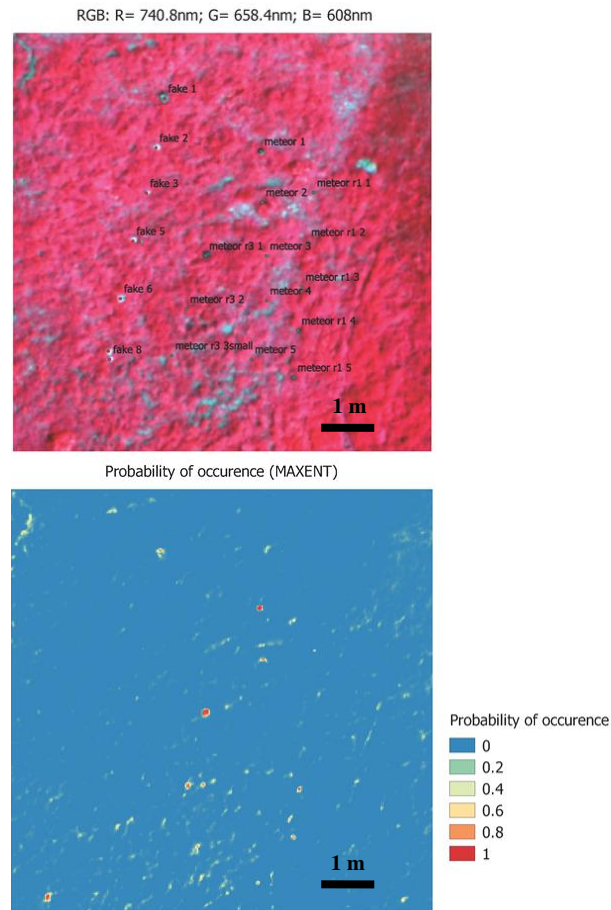 RGB: R= 740.8nm; G= 658.4nm; B= 608nm
fake 1
fake 2
meteor 1
fake 3
meteor r1 1
meteor 2
fake 5
meteor r1 2
meteor r3 1
meteor 3
meteor r1 3
fake 6
meteor r3 2
meteor 4
meteor r1 4
fake 8
meteor r3 3small
meteor 5
meteor r1 5
1 m
Probability of occurence (MAXENT)
Probability of occurence
0
0.2
0.4
0.6
0.8
1
1 m